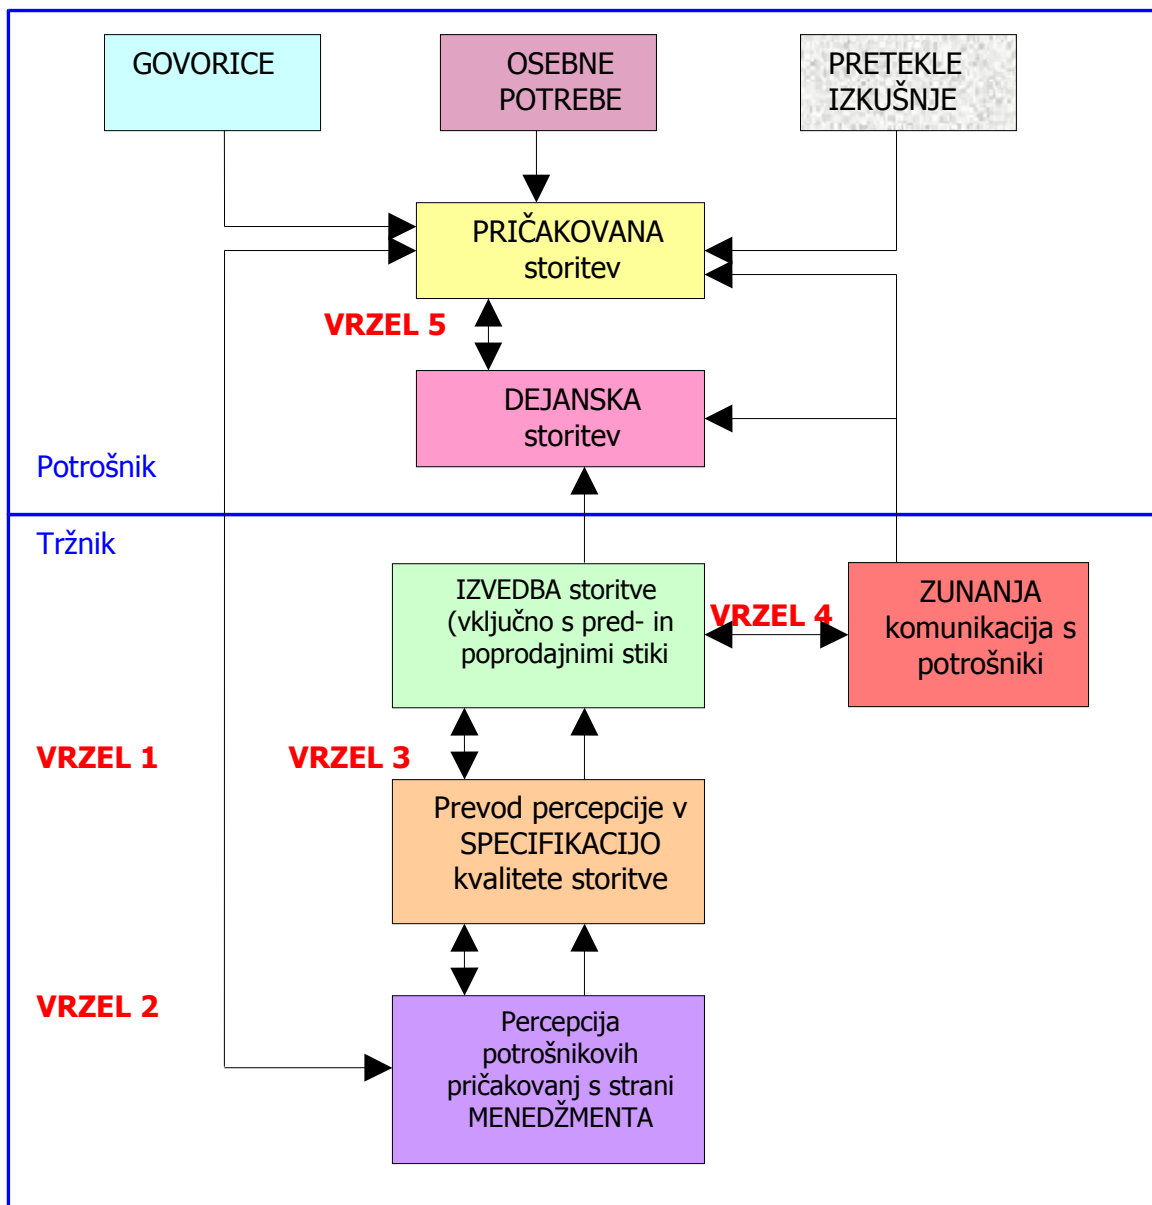 GOVORICE
OSEBNE
POTREBE
PRETEKLE
IZKUŠNJE
PRIČAKOVANA
storitev
VRZEL 5
DEJANSKA
storitev
Potrošnik
Tržnik
IZVEDBA storitve
(vključno s pred- in
poprodajnimi stiki
VRZEL 4
ZUNANJA
komunikacija s
potrošniki
VRZEL 1
VRZEL 3
Prevod percepcije v
SPECIFIKACIJO
kvalitete storitve
VRZEL 2
Percepcija
potrošnikovih
pričakovanj s strani
MENEDŽMENTA